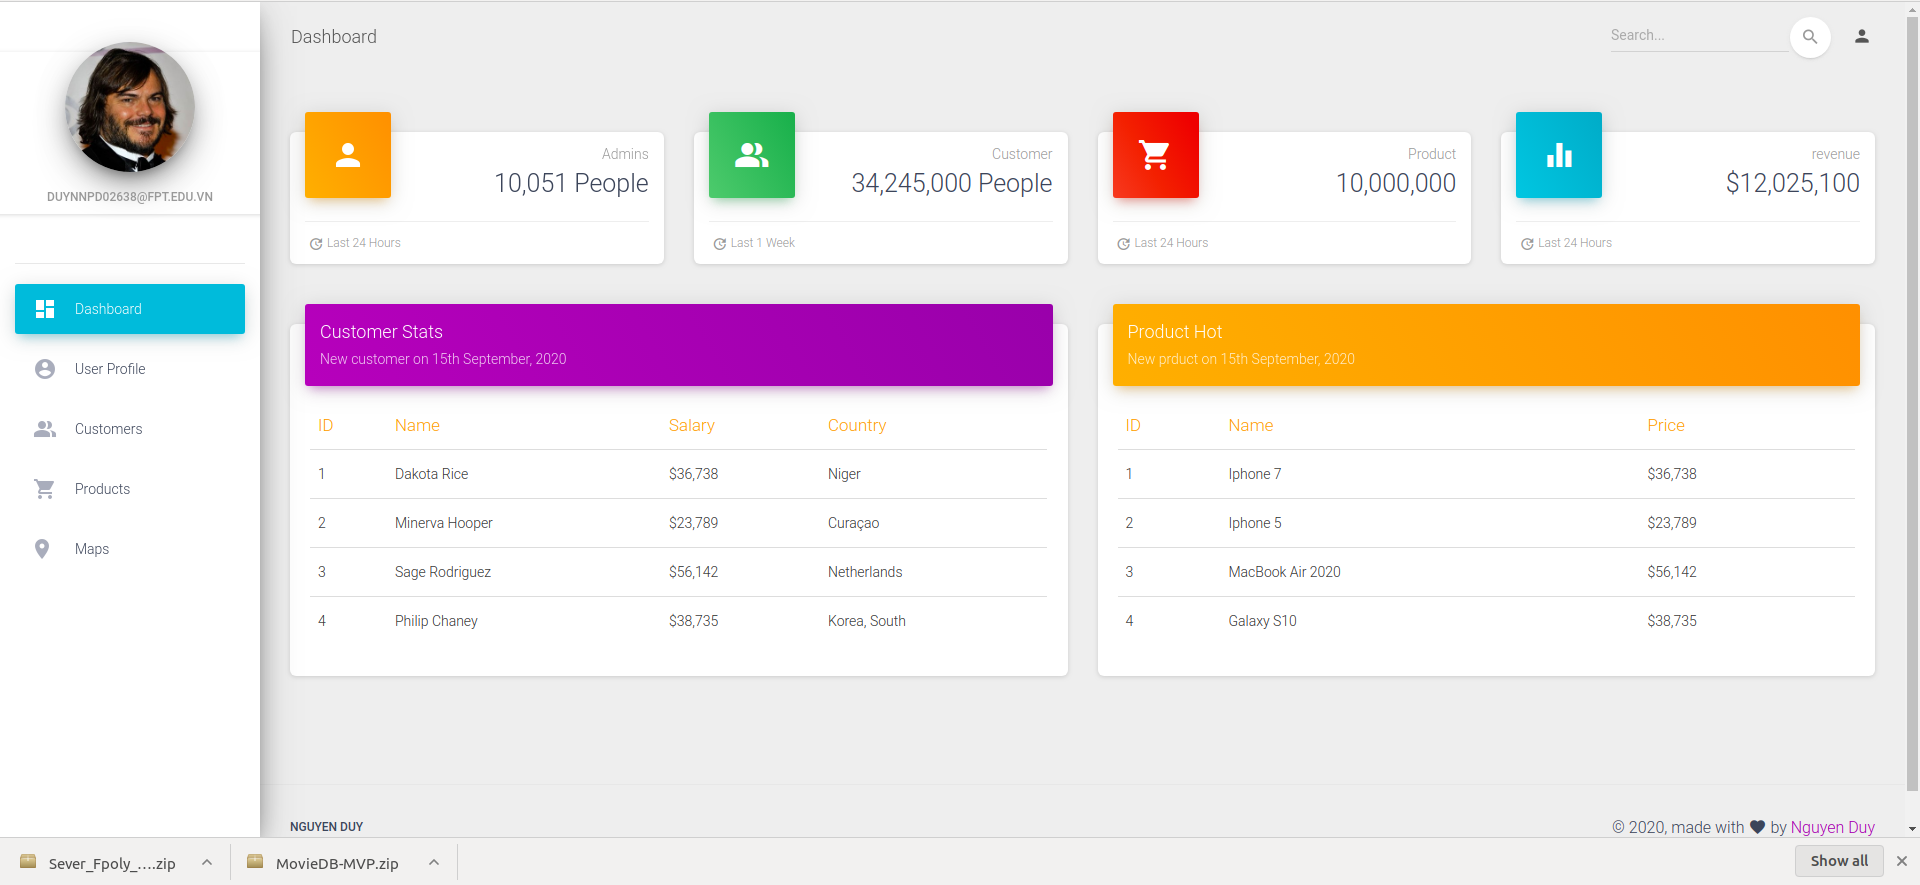 DUYNNPD02638@FPT.EDU.VN
Dashboard
User Profile
Customers
Products
Maps
Dashboard
Search...
Admins
10,051 People
Last 24 Hours
Customer
34,245,000 People
Last 1 Week
Product
10,000,000
Last 24 Hours
revenue
$12,025,100
Last 24 Hours
Customer Stats
New customer on 15th September, 2020
ID Name Salary Country
1 Dakota Rice $36,738 Niger
2 Minerva Hooper $23,789 Curaçao
3 Sage Rodriguez $56,142 Netherlands
4 Philip Chaney $38,735 Korea, South
Product Hot
New prduct on 15th September, 2020
ID Name Price
1 Iphone 7 $36,738
2 Iphone 5 $23,789
3 MacBook Air 2020 $56,142
4 Galaxy S10 $38,735
NGUYEN DUY
© 2020, made with ♥ by Nguyen Duy
Sever_Fpoly_....zip
MovieDB-MVP.zip
Show all